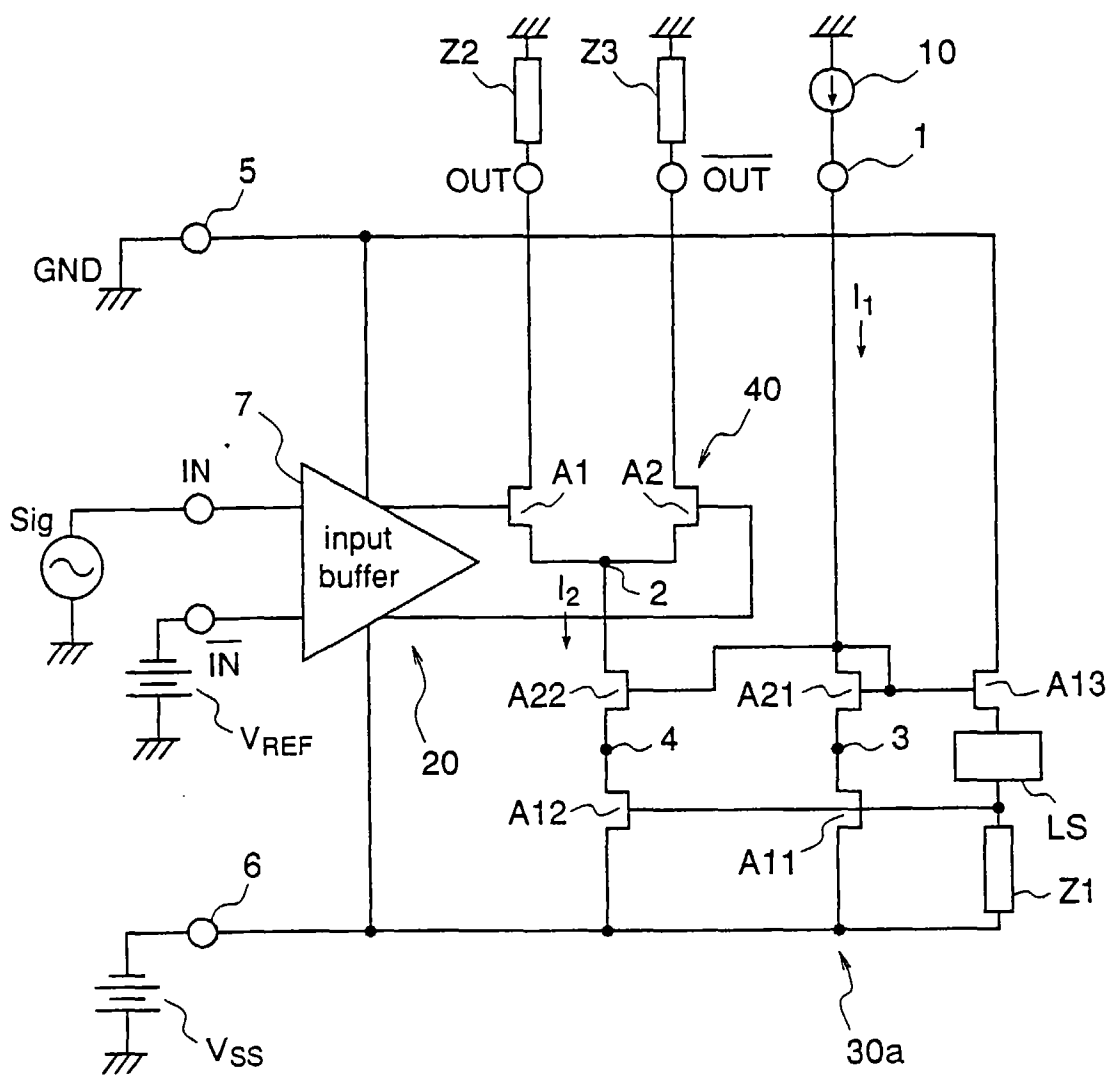 Z2
Z3
10
1
OUT
OUT
5
GND
I1
40
7
IN
A1
A2
Sig
input
buffer
I2
2
IN
A22
A21
A13
VREF
20
4
3
LS
A12
A11
Z1
6
VSS
30a